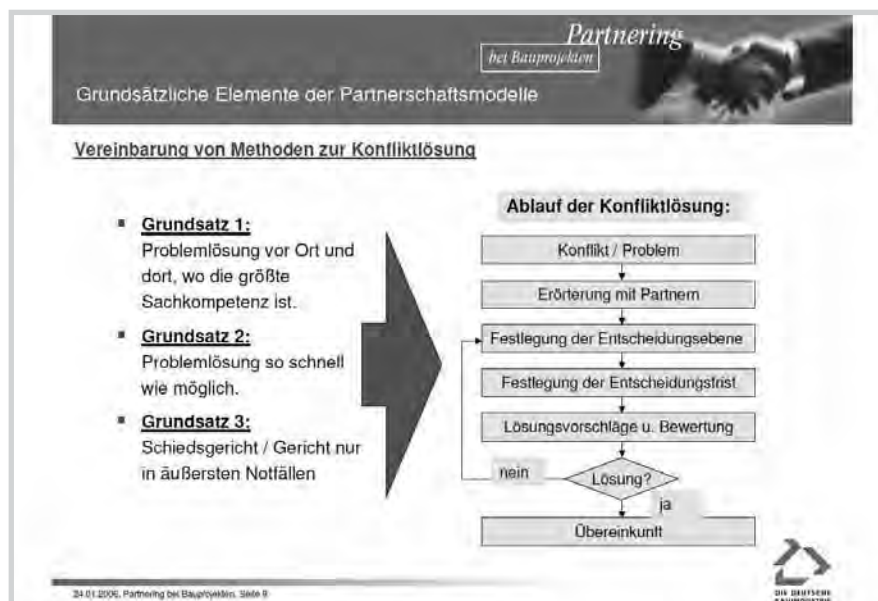 Partnering
bei Bauprojekten
Grundsätzliche Elemente der Partnerschaftsmodelle
Vereinbarung von Methoden zur Konfliktlösung
▪ Grundsatz 1:
Problemlösung vor Ort und
dort, wo die größte
Sachkompetenz ist.
▪ Grundsatz 2:
Problemlösung so schnell
wie möglich.
▪ Grundsatz 3:
Schiedsgericht / Gericht nur
in äußersten Notfällen
Ablauf der Konfliktlösung:
Konflikt / Problem
Erörterung mit Partnern
Festlegung der Entscheidungsebene
Festlegung der Entscheidungsfrist
Lösungsvorschläge u. Bewertung
nein
Lösung?
ja
Übereinkunft
24.01.2006, Partnering bei Bauprojekten, Seite 9
DIE DEUTSCHE
BAUINDUSTRIE